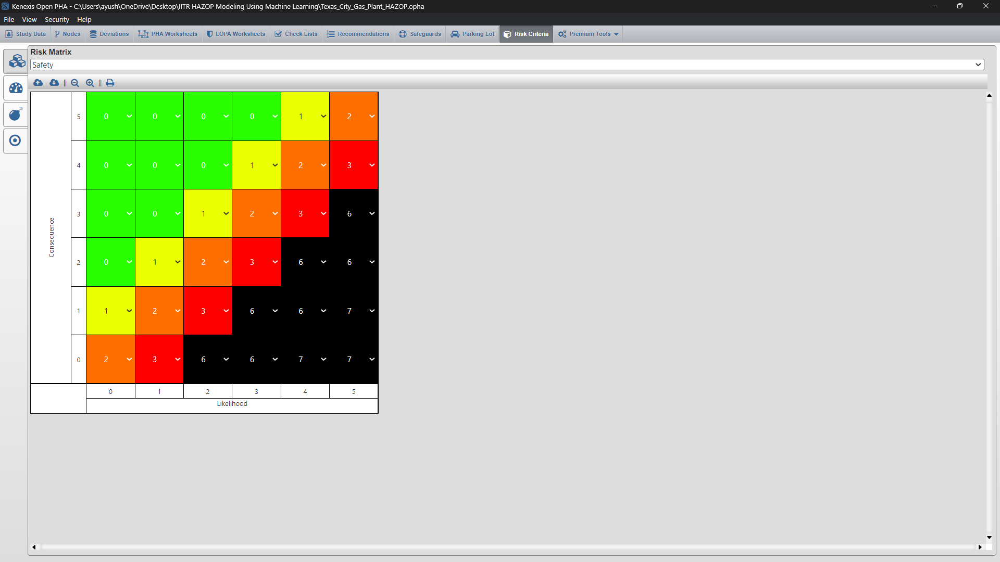 Kenexis Open PHA - C:\Users\ayush\OneDrive\Desktop\IITR HAZOP Modeling Using Machine Learning\Texas_City_Gas_Plant_HAZOP.opha
File View Security Help
Study Data Nodes Deviations PHA Worksheets LOPA Worksheets Check Lists Recommendations Safeguards Parking Lot Risk Criteria Premium Tools
Risk Matrix
Safety
5 0 0 0 0 1 2
4 0 0 0 1 2 3
3 0 0 1 2 3 6
Consequence
2 0 1 2 3 6 6
1 1 2 3 6 6 7
0 2 3 6 6 7 7
0 1 2 3 4 5
Likelihood